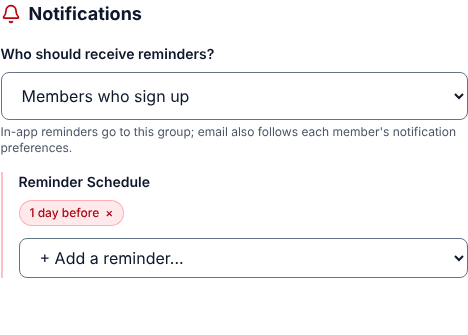 Notifications
Who should receive reminders?
Members who sign up
In-app reminders go to this group; email also follows each member's notification
preferences.
Reminder Schedule
1 day before ×
+ Add a reminder...